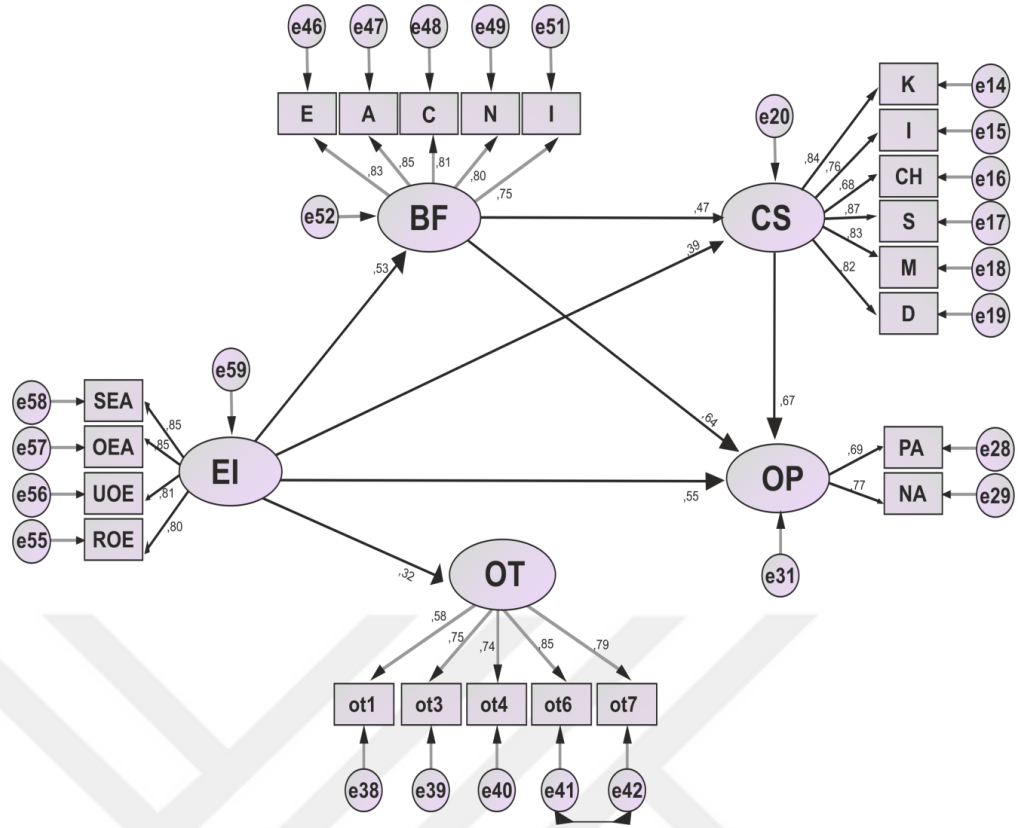 e46 e47 e48 e49 e51
E A C N I
,83 ,85 ,81 ,80 ,75
e52 BF
e20
CS
,84 ,76 ,68 ,87 ,83 ,82
K e14
I e15
CH e16
S e17
M e18
D e19
,47
,53
,39
,64
,67
e59
EI
e58 SEA ,85
e57 OEA ,85
e56 UOE ,81
e55 ROE ,80
,55
,32
OP
,69 PA e28
,77 NA e29
e31
OT
,58 ,75 ,74 ,85 ,79
ot1 ot3 ot4 ot6 ot7
e38 e39 e40 e41 e42